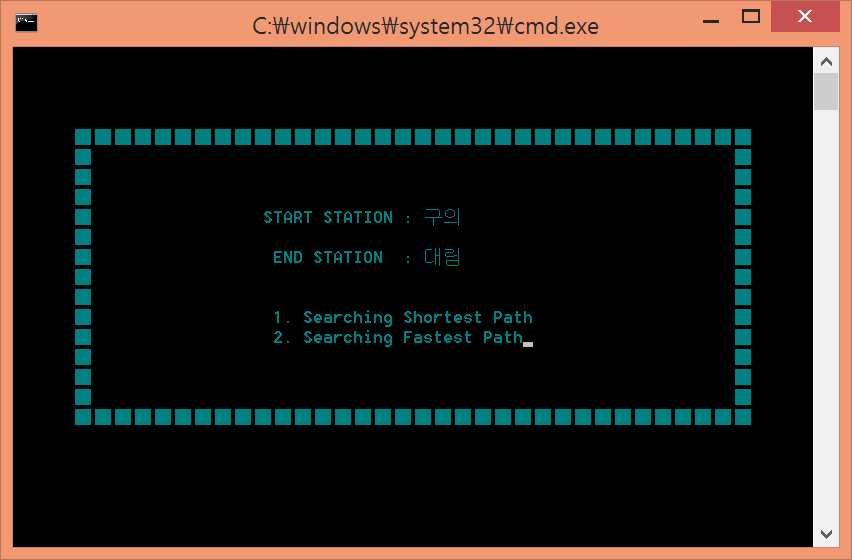 C:₩windows₩system32₩cmd.exe
START STATION : 구의
END STATION : 대림
1. Searching Shortest Path
2. Searching Fastest Path